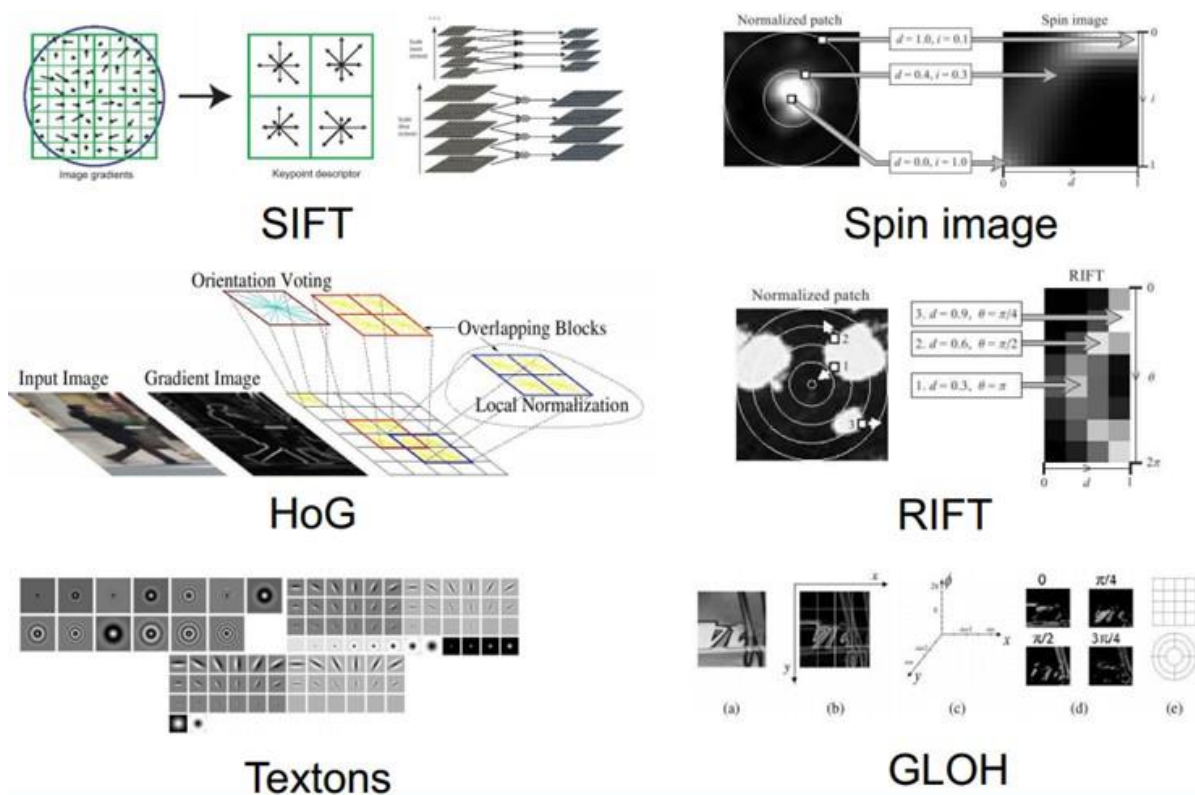 Image gradients
Keypoint descriptor
SIFT
Normalized patch
Spin image
d = 1.0, i = 0.1
d = 0.4, i = 0.3
d = 0.0, i = 1.0
0
i
1
0
d
1
Spin image
Orientation Voting
Overlapping Blocks
Input Image
Gradient Image
Local Normalization
HoG
Normalized patch
RIFT
3. d = 0.9, θ = π/4
2. d = 0.6, θ = π/2
1. d = 0.3, θ = π
2
1
3
0
θ
2π
0
d
1
RIFT
Textons
x
y
ϕ
x
y
0
π/4
π/2
3π/4
(a)
(b)
(c)
(d)
(e)
GLOH